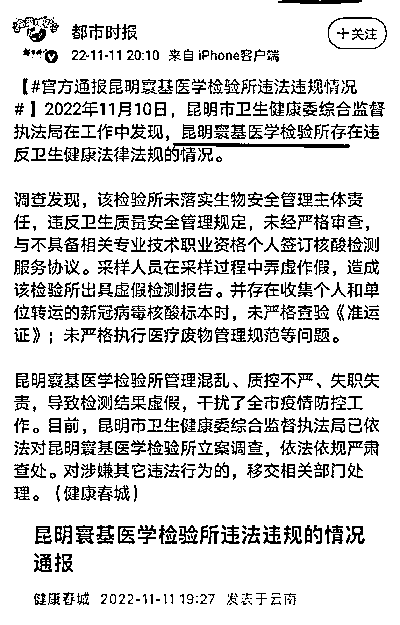 都市时报
+关注
22-11-11 20:10 来自 iPhone客户端
【#官方通报昆明寰基医学检验所违法违规情况
#】2022年11月10日，昆明市卫生健康委综合监督
执法局在工作中发现，昆明寰基医学检验所存在违
反卫生健康法律法规的情况。
调查发现，该检验所未落实生物安全管理主体责
任，违反卫生质员安全管理规定，未经严格审查，
与不具备相关专业技术职业资格个人签订核酸检测
服务协议。采样人员在采样过程中弄虚作假，造成
该检验所出具虚假检测报告。并存在收集个人和单
位转运的新冠病毒核酸标本时，未严格查验《准运
证》；未严格执行医疗废物管理规范等问题。
昆明寰基医学检验所管理混乱、质控不严、失职失
责，导致检测结果虚假，干扰了全市疫情防控工
作。目前，昆明市卫生健康委综合监督执法局已依
法对昆明寰基医学检验所立案调查，依法依规严肃
查处。对涉嫌其它违法行为的，移交相关部门处
理。（健康春城）
昆明寰基医学检验所违法违规的情况
通报
健康春城 2022-11-11 19:27 发表于云南